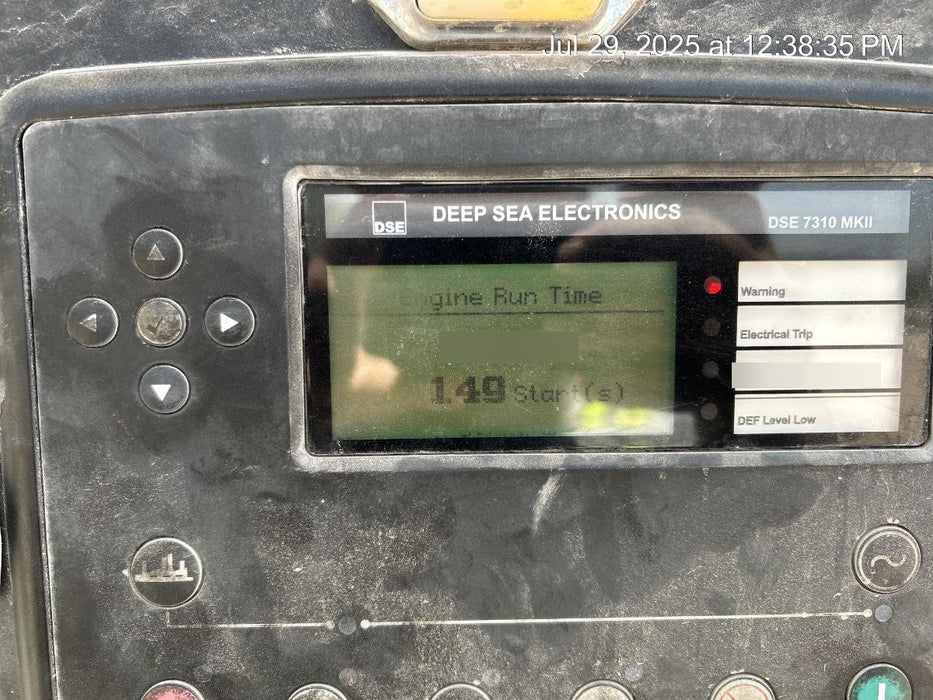 Jul 29, 2025 at 12:38:35 PM
DSE
DEEP SEA ELECTRONICS
DSE 7310 MKII
Engine Run Time
149 Start(s)
Warning
Electrical Trip
DEF Level Low